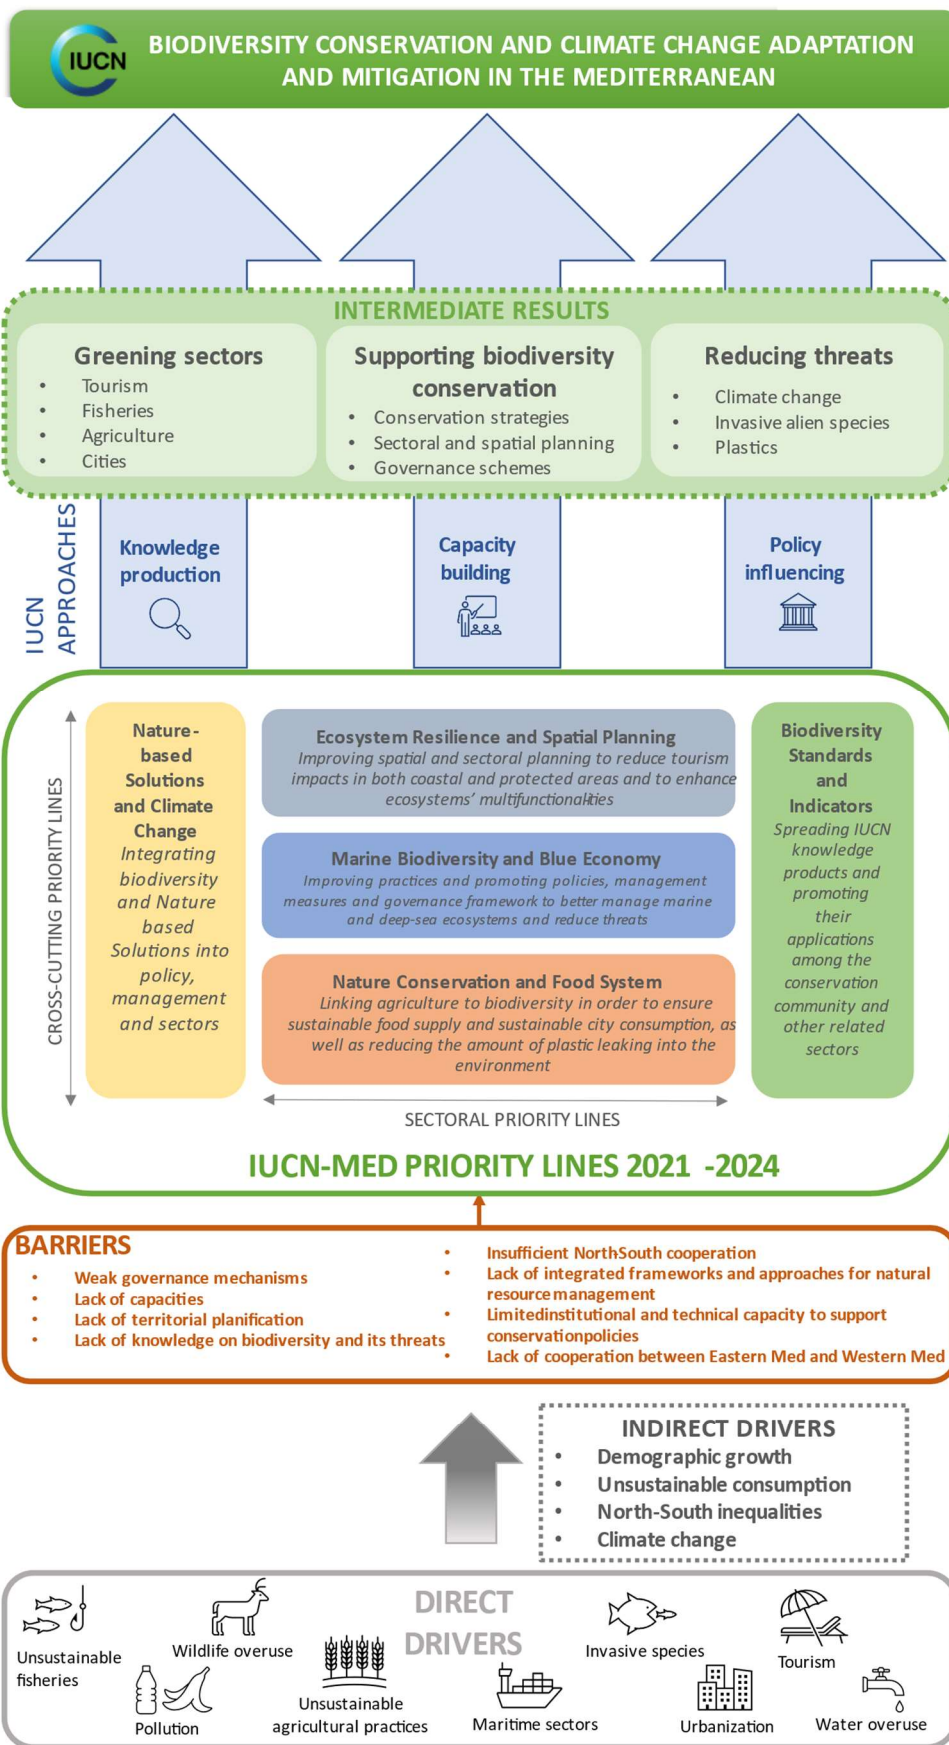 IUCN
BIODIVERSITY CONSERVATION AND CLIMATE CHANGE ADAPTATION
AND MITIGATION IN THE MEDITERRANEAN
INTERMEDIATE RESULTS
Greening sectors
• Tourism
• Fisheries
• Agriculture
• Cities
Supporting biodiversity
conservation
• Conservation strategies
• Sectoral and spatial planning
• Governance schemes
Reducing threats
• Climate change
• Invasive alien species
• Plastics
IUCN
APPROACHES
Knowledge
production
Capacity
building
Policy
influencing
CROSS-CUTTING PRIORITY LINES
Nature-
based
Solutions
and Climate
Change
Integrating
biodiversity
and Nature
based
Solutions into
policy,
management
and sectors
Ecosystem Resilience and Spatial Planning
Improving spatial and sectoral planning to reduce tourism
impacts in both coastal and protected areas and to enhance
ecosystems' multifunctionalities
Marine Biodiversity and Blue Economy
Improving practices and promoting policies, management
measures and governance framework to better manage marine
and deep-sea ecosystems and reduce threats
Nature Conservation and Food System
Linking agriculture to biodiversity in order to ensure
sustainable food supply and sustainable city consumption, as
well as reducing the amount of plastic leaking into the
environment
Biodiversity
Standards
and
Indicators
Spreading IUCN
knowledge
products and
promoting
their
applications
among the
conservation
community and
other related
sectors
SECTORAL PRIORITY LINES
IUCN-MED PRIORITY LINES 2021 -2024
BARRIERS
• Weak governance mechanisms
• Lack of capacities
• Lack of territorial planification
• Lack of knowledge on biodiversity and its threats
• Insufficient North-South cooperation
• Lack of integrated frameworks and approaches for natural
resource management
• Limitedinstitutional and technical capacity to support
conservationpolicies
• Lack of cooperation between Eastern Med and Western Med
INDIRECT DRIVERS
• Demographic growth
• Unsustainable consumption
• North-South inequalities
• Climate change
DIRECT
DRIVERS
Unsustainable
fisheries
Wildlife overuse
Invasive species
Tourism
Pollution
Unsustainable
agricultural practices
Maritime sectors
Urbanization
Water overuse